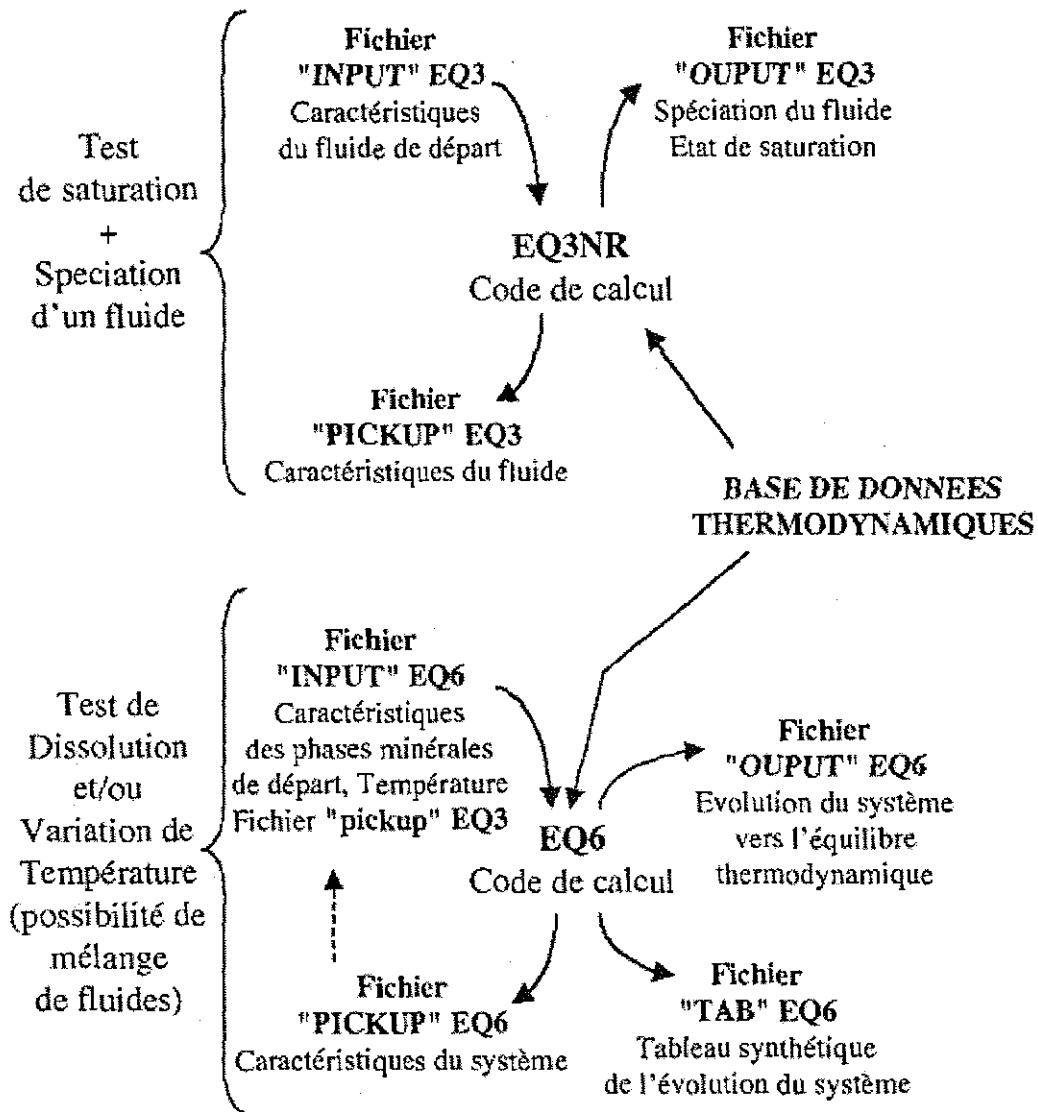 Test
de saturation
+
Speciation
d'un fluide
Fichier
"INPUT" EQ3
Caractéristiques
du fluide de départ
Fichier
"OUPUT" EQ3
Spéciation du fluide
Etat de saturation
EQ3NR
Code de calcul
Fichier
"PICKUP" EQ3
Caractéristiques du fluide
BASE DE DONNEES
THERMODYNAMIQUES
Test de
Dissolution
et/ou
Variation de
Température
(possibilité de
mélange
de fluides)
Fichier
"INPUT" EQ6
Caractéristiques
des phases minérales
de départ, Température
Fichier "pickup" EQ3
EQ6
Code de calcul
Fichier
"OUPUT" EQ6
Evolution du système
vers l'équilibre
thermodynamique
Fichier
"PICKUP" EQ6
Caractéristiques du système
Fichier
"TAB" EQ6
Tableau synthétique
de l'évolution du système